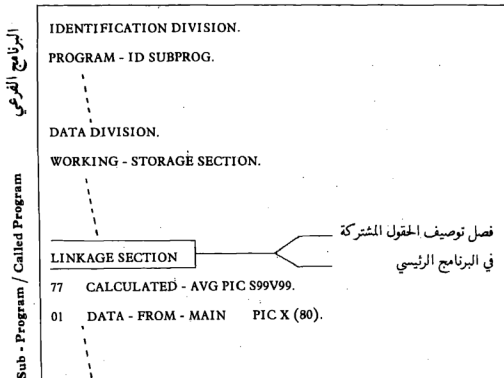 البرنامج الفرعي
Sub - Program / Called Program
IDENTIFICATION DIVISION.
PROGRAM - ID SUBPROG.
DATA DIVISION.
WORKING - STORAGE SECTION.
فصل توصيف الحقول المشتركة
في البرنامج الرئيسي
LINKAGE SECTION
77 CALCULATED - AVG PIC S99V99.
01 DATA - FROM - MAIN PIC X (80).